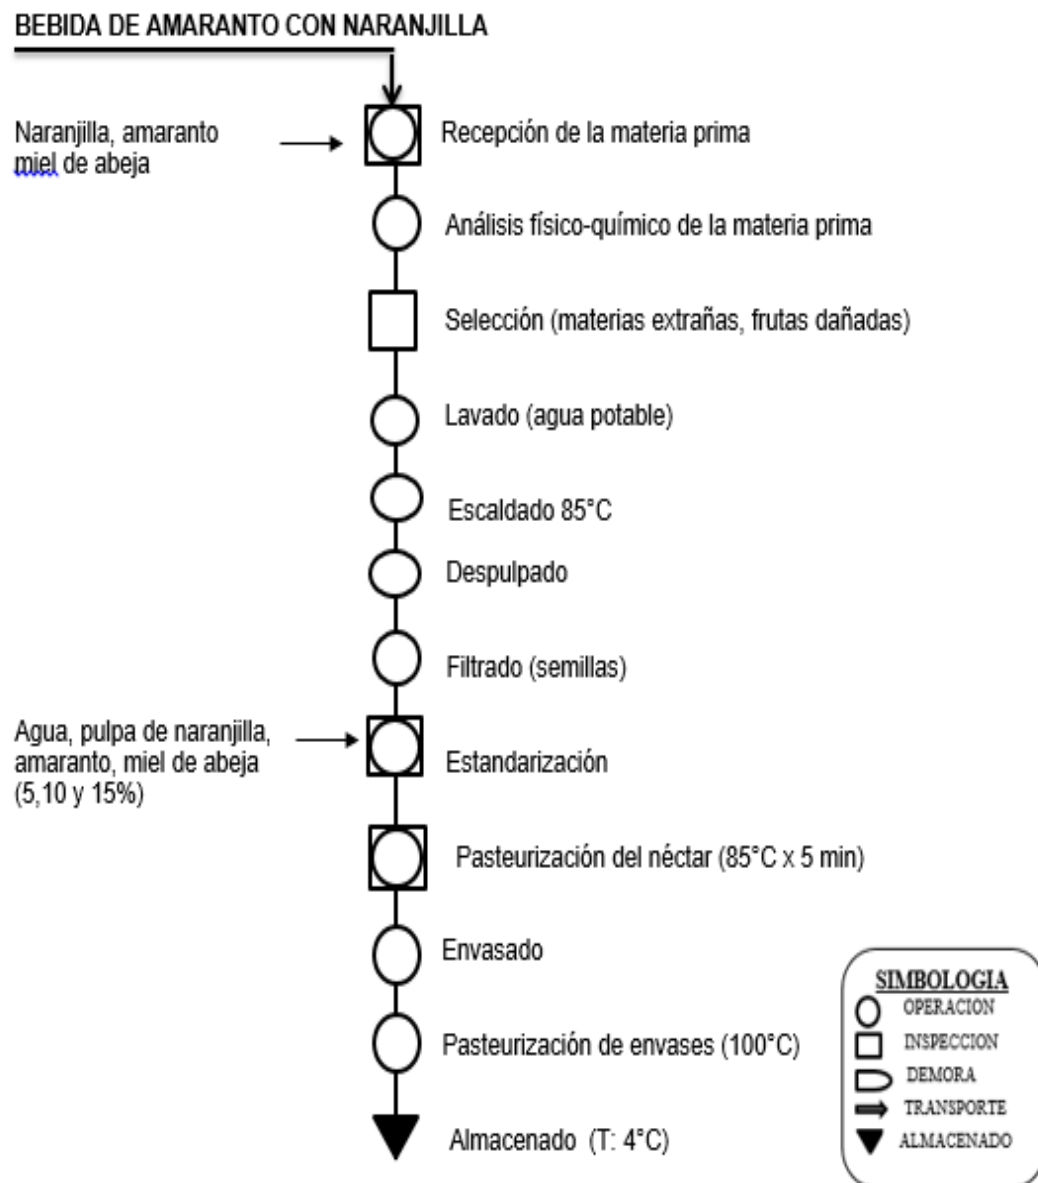 BEBIDA DE AMARANTO CON NARANJILLA
Naranjilla, amaranto
miel de abeja
Recepción de la materia prima
Análisis físico-químico de la materia prima
Selección (materias extrañas, frutas dañadas)
Lavado (agua potable)
Escaldado 85°C
Despulpado
Filtrado (semillas)
Agua, pulpa de naranjilla,
amaranto, miel de abeja
(5,10 y 15%)
Estandarización
Pasteurización del néctar (85°C x 5 min)
Envasado
Pasteurización de envases (100°C)
Almacenado (T: 4°C)
SIMBOLOGIA
OPERACION
INSPECCION
DEMORA
TRANSPORTE
ALMACENADO